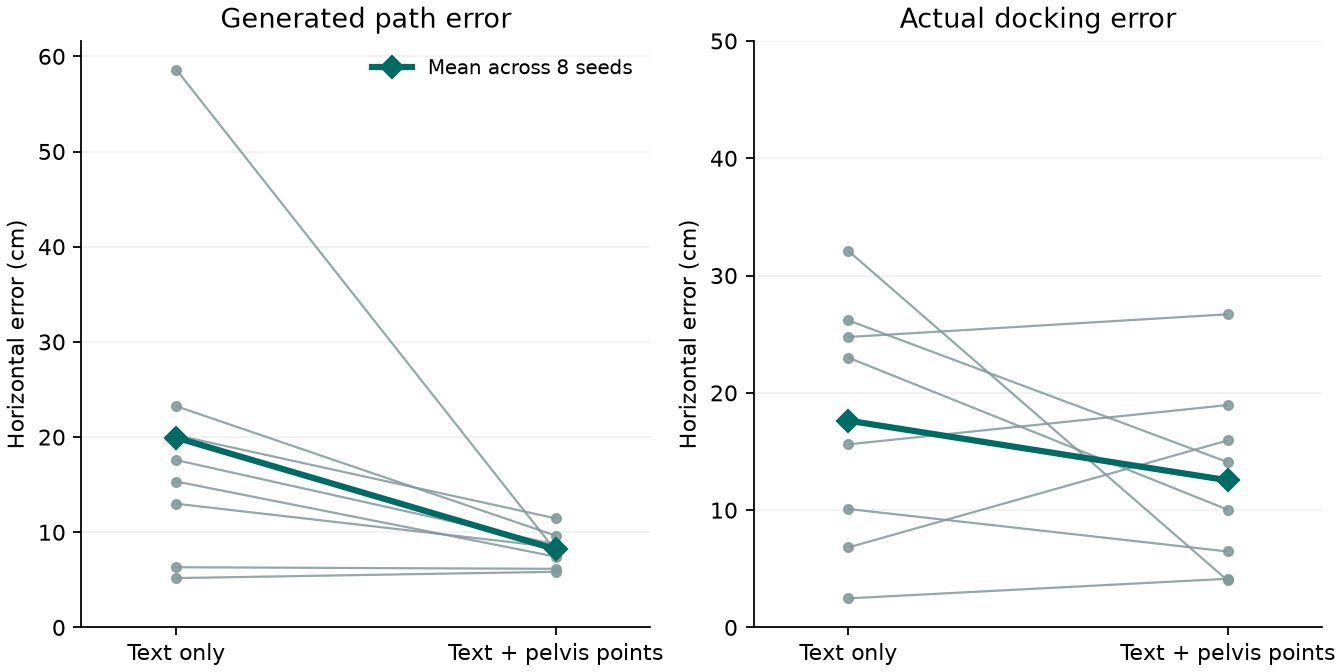 Generated path error
Horizontal error (cm)
60
50
40
30
20
10
0
Mean across 8 seeds
Text only
Text + pelvis points
Actual docking error
Horizontal error (cm)
50
40
30
20
10
0
Text only
Text + pelvis points